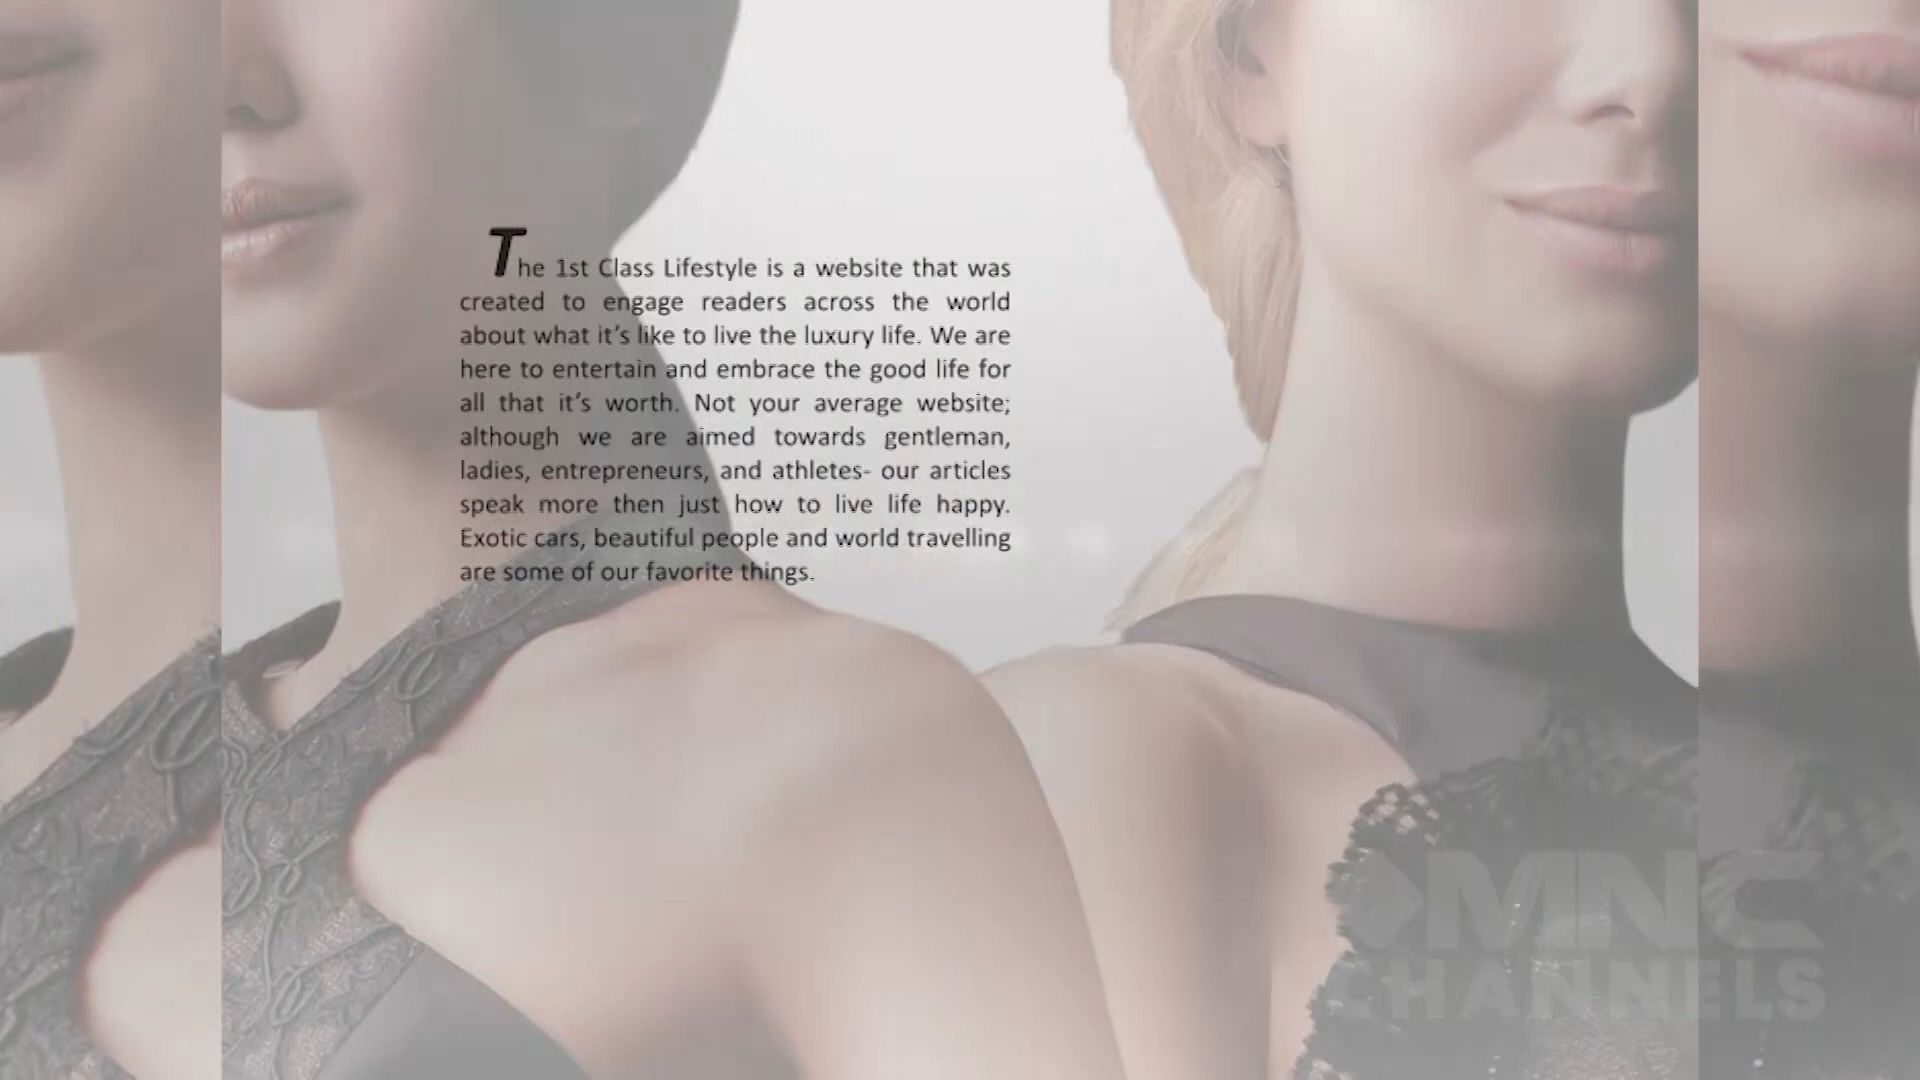 The 1st Class Lifestyle is a website that was
created to engage readers across the world
about what it's like to live the luxury life. We are
here to entertain and embrace the good life for
all that it's worth. Not your average website;
although we are aimed towards gentleman,
ladies, entrepreneurs, and athletes- our articles
speak more then just how to live life happy.
Exotic cars, beautiful people and world travelling
are some of our favorite things.
MNC
CHANNELS